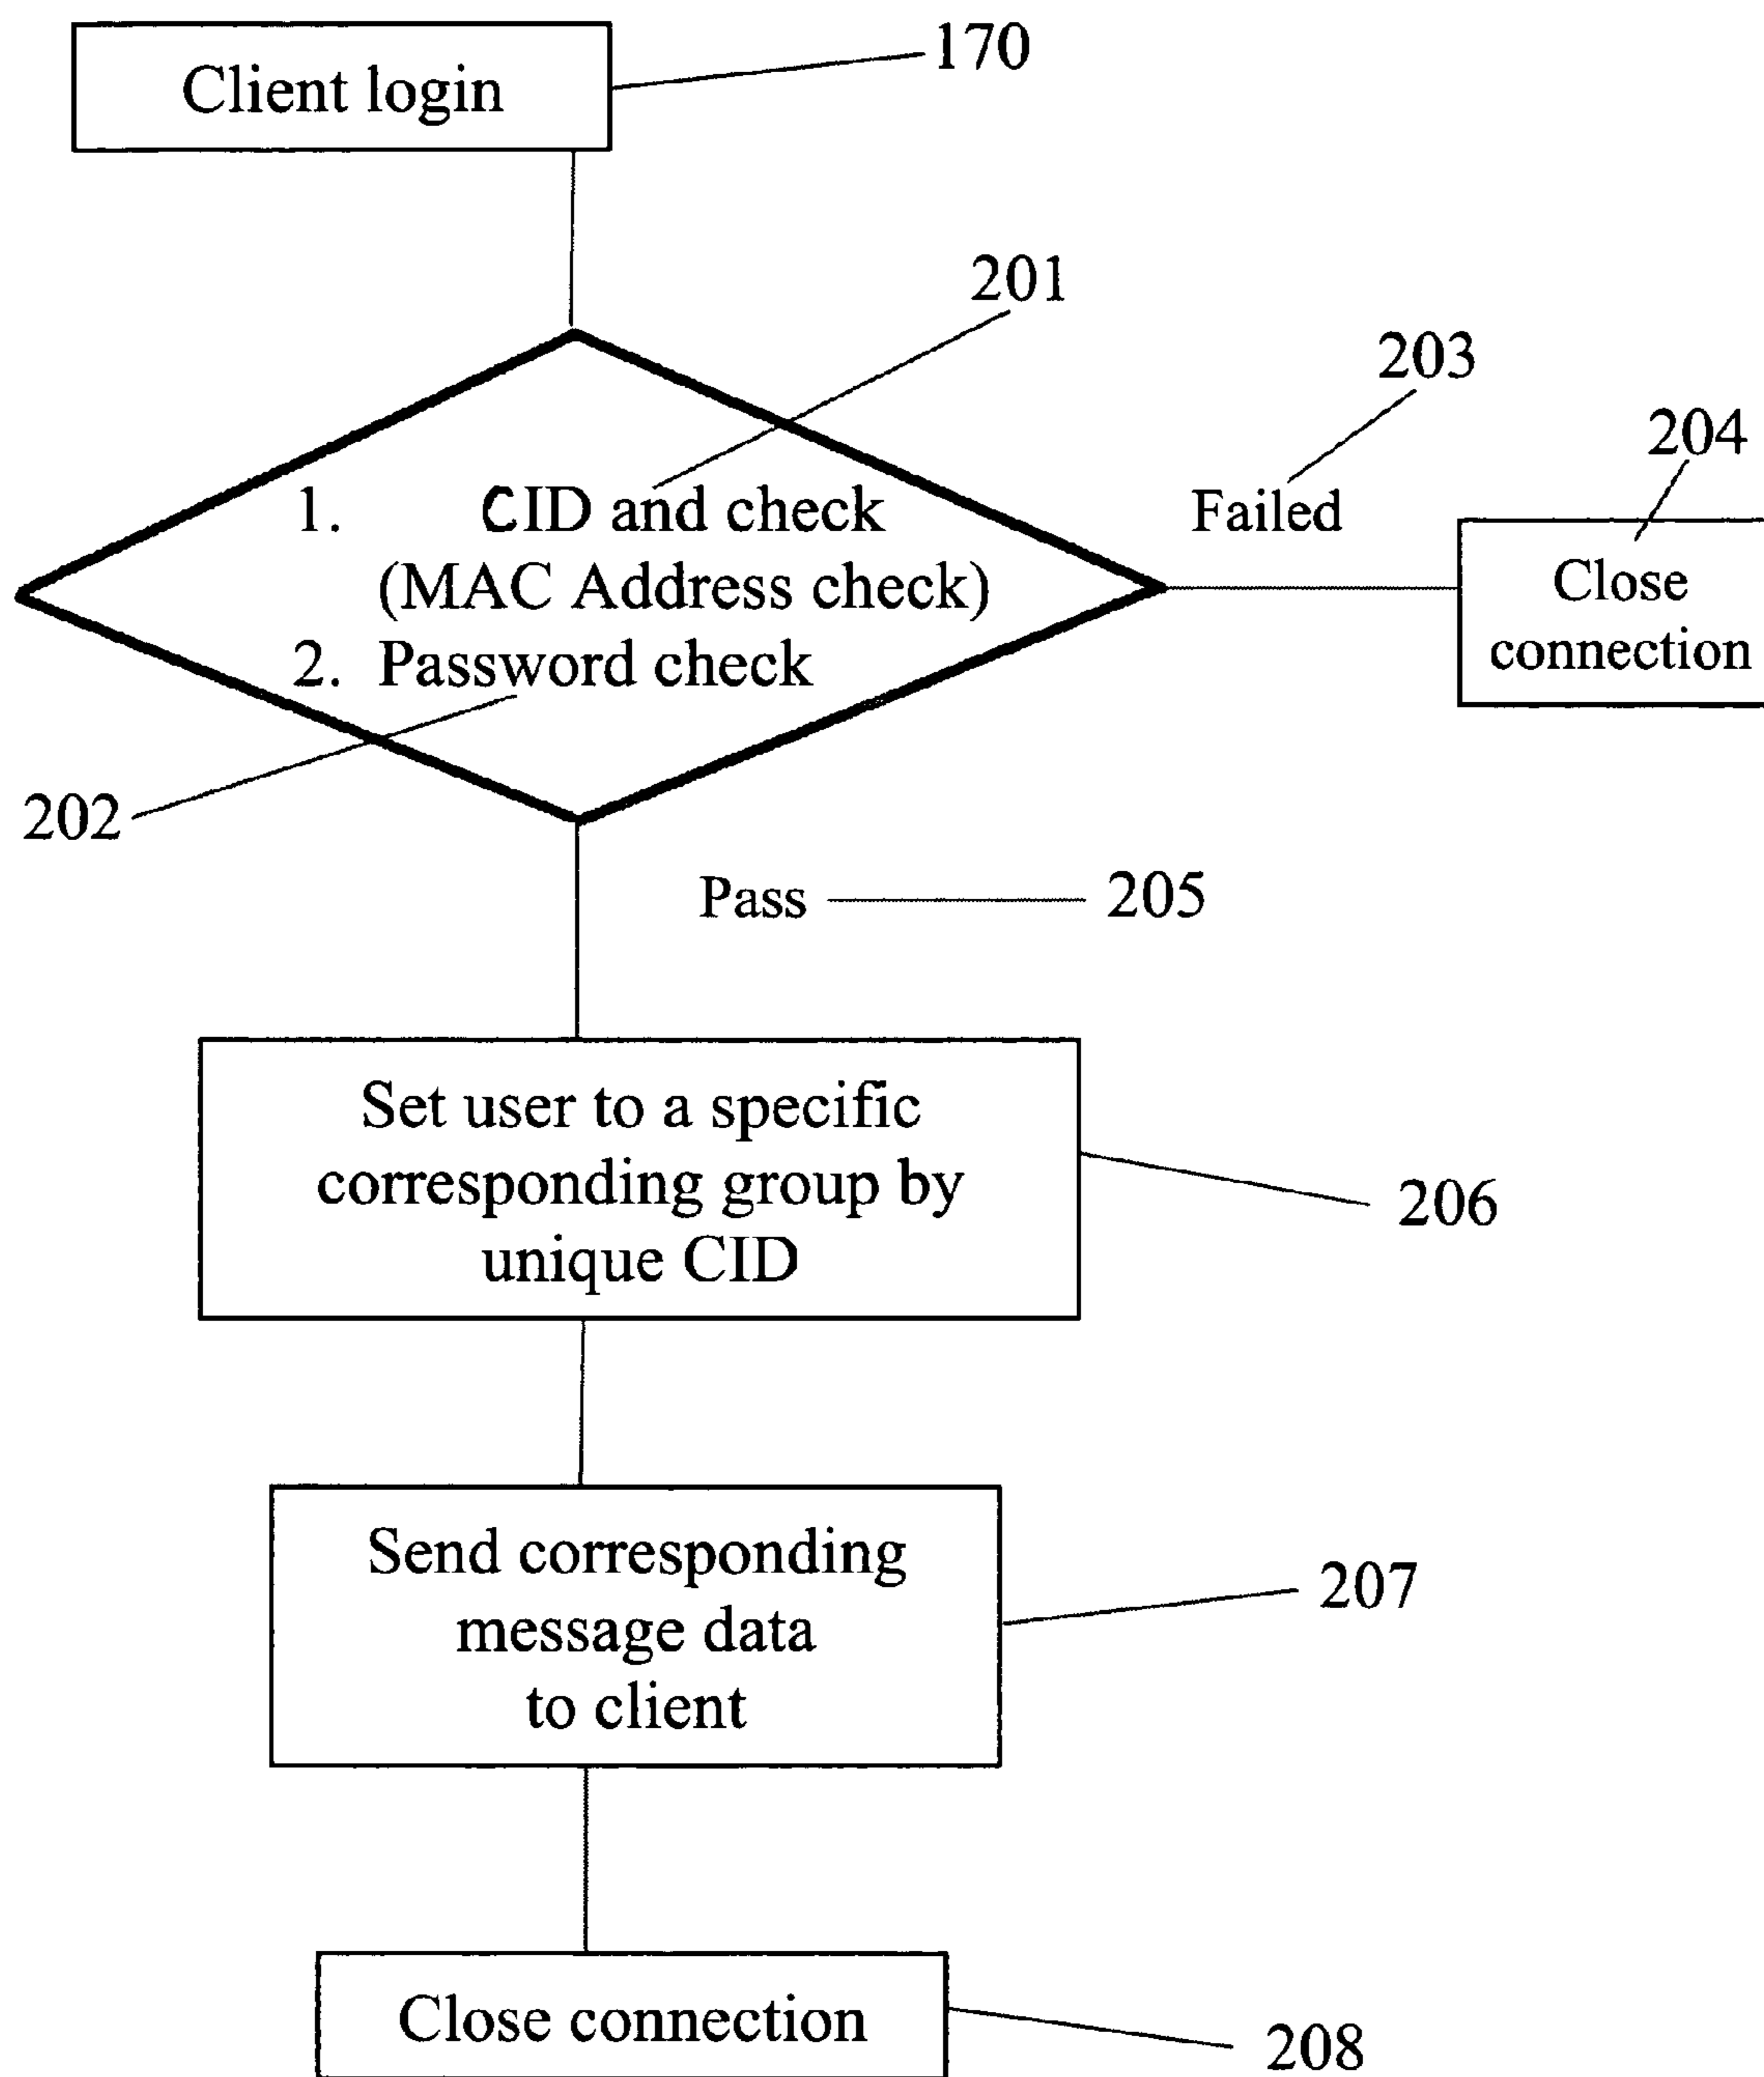 Client login
170
201
203
204
1. CID and check
(MAC Address check)
2. Password check
Failed
Close
connection
202
Pass
205
Set user to a specific
corresponding group by
unique CID
206
Send corresponding
message data
to client
207
Close connection
208